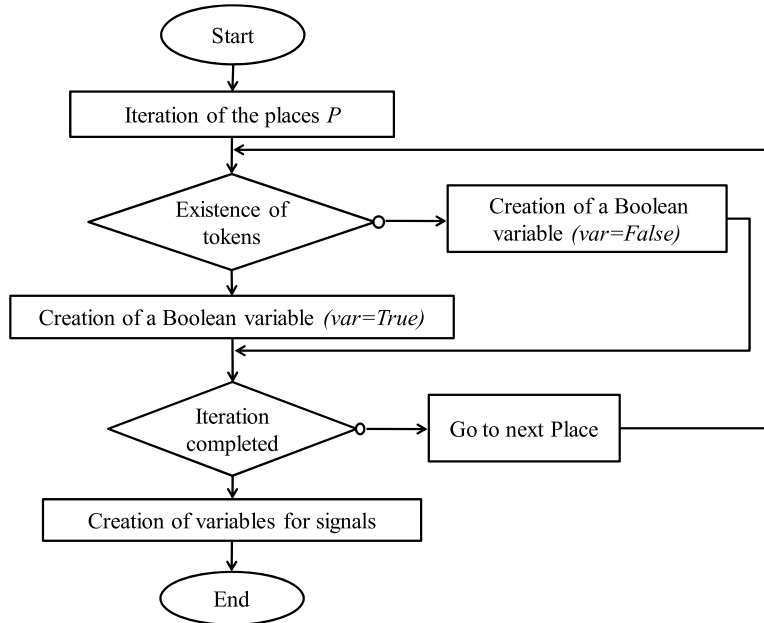 Start
Iteration of the places P
Existence of
tokens
Creation of a Boolean
variable (var=False)
Creation of a Boolean variable (var=True)
Iteration
completed
Go to next Place
Creation of variables for signals
End